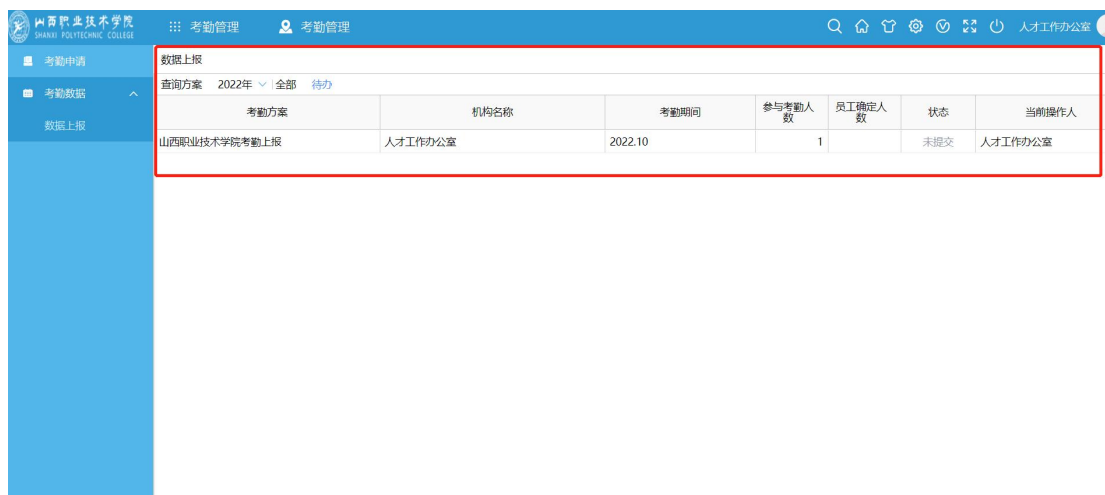 山西职业技术学院
SHANXI POLYTECHNIC COLLEGE
考勤管理 考勤管理 人才工作办公室
考勤申请
考勤数据
数据上报
数据上报
查询方案 2022年 全部 待办
考勤方案 机构名称 考勤期间 参与考勤人数 员工确定人数 状态 当前操作人
山西职业技术学院考勤上报 人才工作办公室 2022.10 1 未提交 人才工作办公室